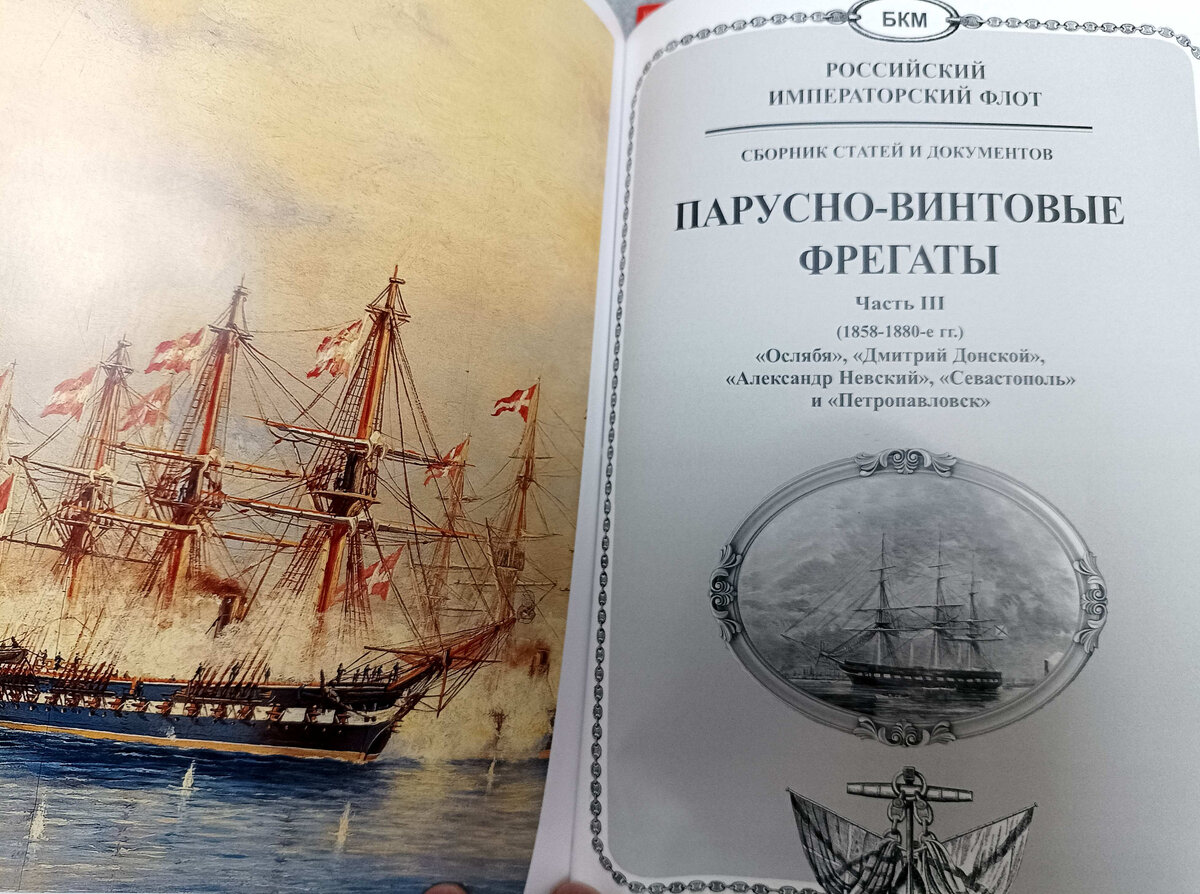 БКМ
РОССИЙСКИЙ
ИМПЕРАТОРСКИЙ ФЛОТ
СБОРНИК СТАТЕЙ И ДОКУМЕНТОВ
ПАРУСНО-ВИНТОВЫЕ
ФРЕГАТЫ
Часть III
(1858-1880-е гг.)
«Ослябя», «Дмитрий Донской»,
«Александр Невский», «Севастополь»
и «Петропавловск»